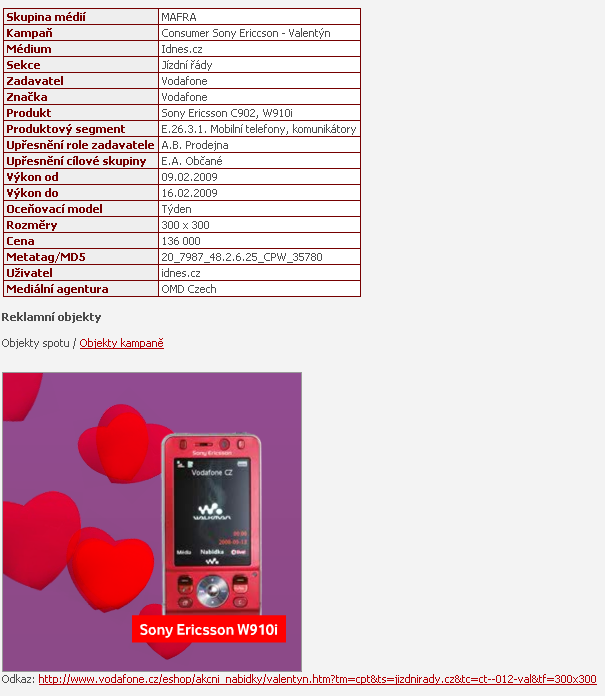 Skupina médií MAFRA
Kampaň Consumer Sony Ericcson - Valentýn
Médium Idnes.cz
Sekce Jízdní řády
Zadavatel Vodafone
Značka Vodafone
Produkt Sony Ericsson C902, W910i
Produktový segment E.26.3.1. Mobilní telefony, komunikátory
Upřesnění role zadavatele A.B. Prodejna
Upřesnění cílové skupiny E.A. Občané
Výkon od 09.02.2009
Výkon do 16.02.2009
Oceňovací model Týden
Rozměry 300 x 300
Cena 136 000
Metatag/MD5 20_7987_48.2.6.25_CPW_35780
Uživatel idnes.cz
Mediální agentura OMD Czech
Reklamní objekty
Objekty spotu / Objekty kampaně
Sony Ericsson
Vodafone CZ
WALKMAN
Nabídka
Sony Ericsson W910i
Odkaz: http://www.vodafone.cz/eshop/akcni_nabidky/valentyn.htm?tm=cpt&ts=jizdnirady.cz&tc=ct--012-val&tf=300x300